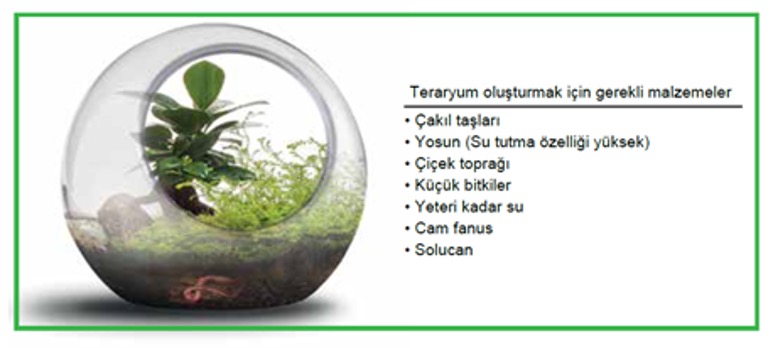 Teraryum oluşturmak için gerekli malzemeler
• Çakıl taşları
• Yosun (Su tutma özelliği yüksek)
• Çiçek toprağı
• Küçük bitkiler
• Yeteri kadar su
• Cam fanus
• Solucan